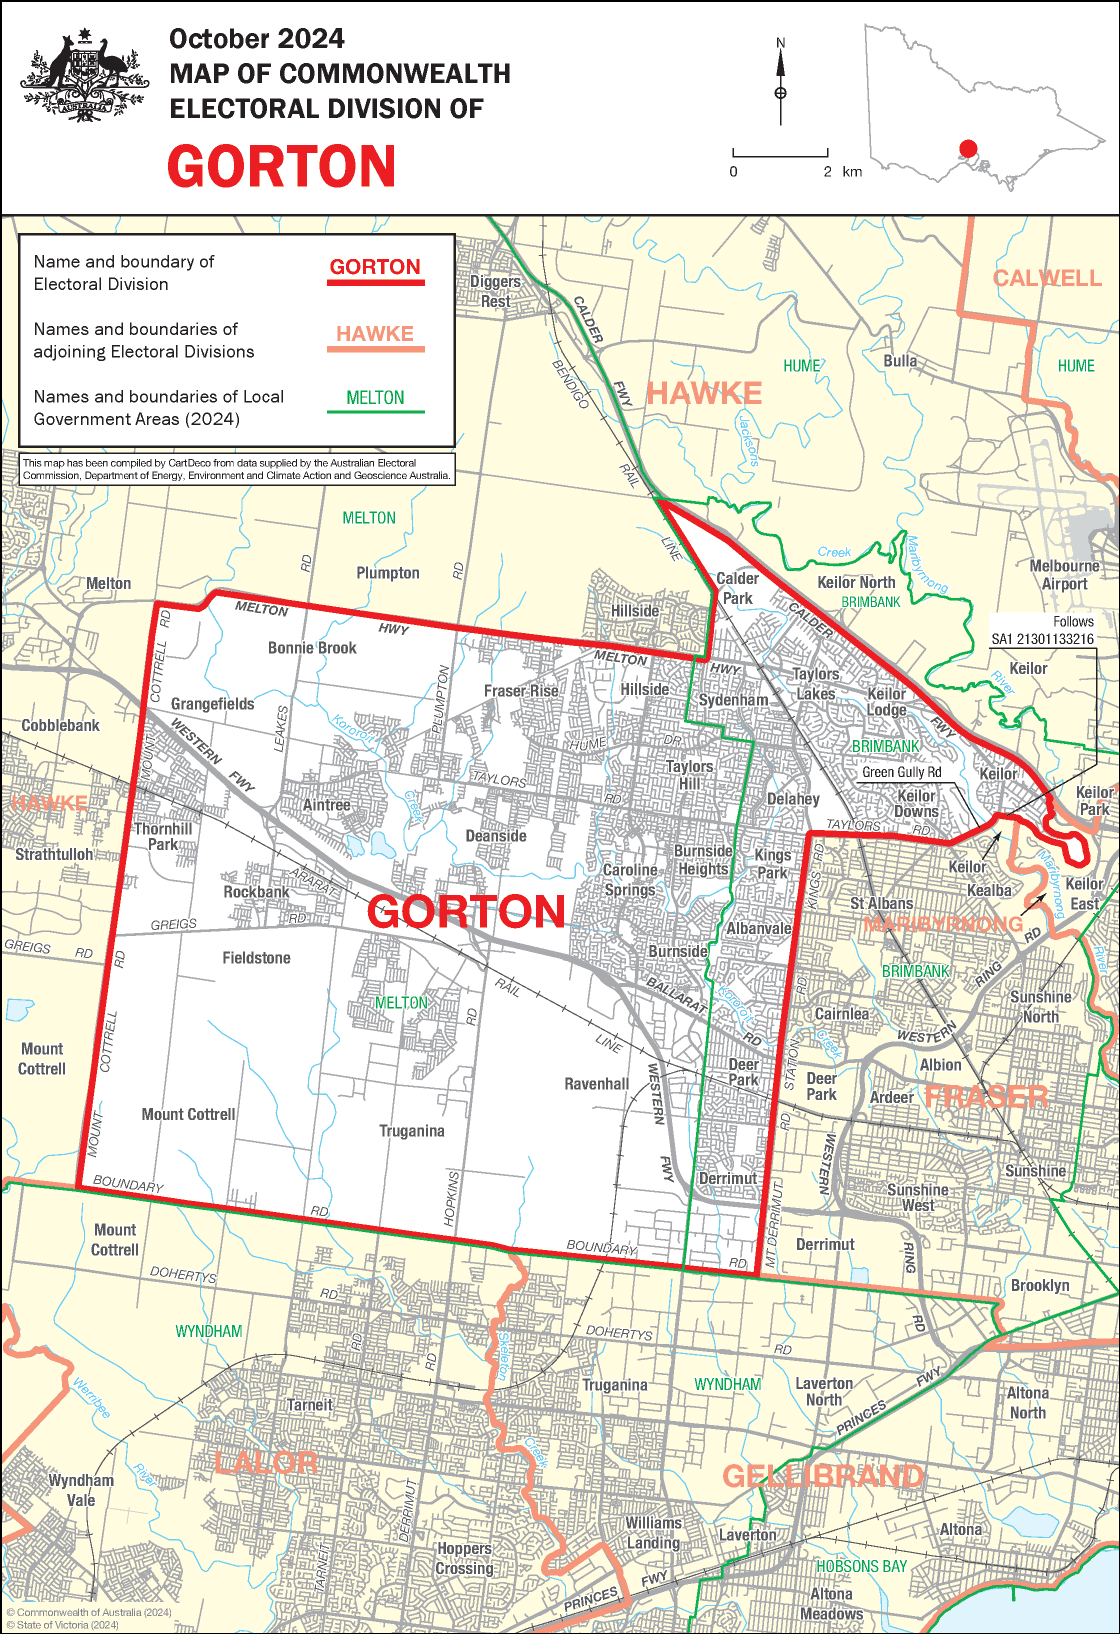 October 2024
MAP OF COMMONWEALTH
ELECTORAL DIVISION OF
GORTON
AUSTRALIA
N
0 2 km
Name and boundary of
Electoral Division
GORTON
Names and boundaries of
adjoining Electoral Divisions
HAWKE
Names and boundaries of Local
Government Areas (2024)
MELTON
This map has been compiled by CartDeco from data supplied by the Australian Electoral
Commission, Department of Energy, Environment and Climate Action and Geoscience Australia.
Diggers
Rest
CALDER
FWY
BENDIGO
RAIL
LINE
HAWKE
HUME
Bulla
CALWELL
HUME
Jacksons
Creek
Maribyrnong
River
MELTON
Melton
Plumpton
RD
RD
Hillside
Calder
Park
Keilor North
BRIMBANK
Melbourne
Airport
Follows
SA1 21301133216
Keilor
MELTON
HWY
MELTON
HWY
CALDER
FWY
COTTRELL
RD
MOUNT
Bonnie Brook
Grangefields
LEAKES
PLUMPTON
Kororoit
Creek
Fraser Rise
Hillside
Sydenham
Taylors
Lakes
Keilor
Lodge
BRIMBANK
Green Gully Rd
Keilor
Keilor
Park
Cobblebank
HAWKE
Strathtulloh
WESTERN
FWY
HUME
DR
TAYLORS
RD
Taylors
Hill
Delahey
Keilor
Downs
TAYLORS
RD
Aintree
Deanside
Thornhill
Park
Rockbank
ARARAT
Caroline
Springs
Burnside
Heights
Kings
Park
KINGS
RD
Keilor
Kealba
Maribyrnong
River
Keilor
East
St Albans
MARIBYRNONG
GREIGS
RD
GREIGS
RD
RD
GORTON
Albanvale
Burnside
BRIMBANK
RING
RD
Fieldstone
MELTON
RAIL
LINE
RD
BALLARAT
RD
Kororoit
Creek
STATION
RD
Cairnlea
Sunshine
North
WESTERN
Albion
Mount
Cottrell
COTTRELL
MOUNT
Mount Cottrell
Ravenhall
Truganina
WESTERN
FWY
Deer
Park
Deer
Park
Ardeer
FRASER
RD
WESTERN
Sunshine
Sunshine
West
BOUNDARY
RD
HOPKINS
BOUNDARY
RD
Derrimut
MT DERRIMUT
Derrimut
RING
RD
Brooklyn
Mount
Cottrell
DOHERTYS
RD
WYNDHAM
RD
RD
Skeleton
Creek
DOHERTYS
RD
Truganina
WYNDHAM
Laverton
North
FWY
PRINCES
Altona
North
Werribee
River
Tarneit
LALOR
GELLIBRAND
Wyndham
Vale
TARNEIT
DERRIMUT
Hoppers
Crossing
Williams
Landing
Laverton
Altona
HOBSONS BAY
PRINCES
FWY
Altona
Meadows
© Commonwealth of Australia (2024)
© State of Victoria (2024)